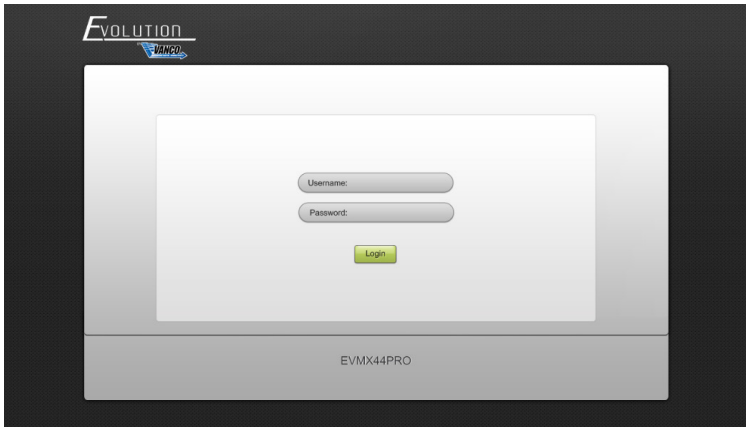 EVOLUTION
VANCO
Username:
Password:
Login
EVMX44PRO